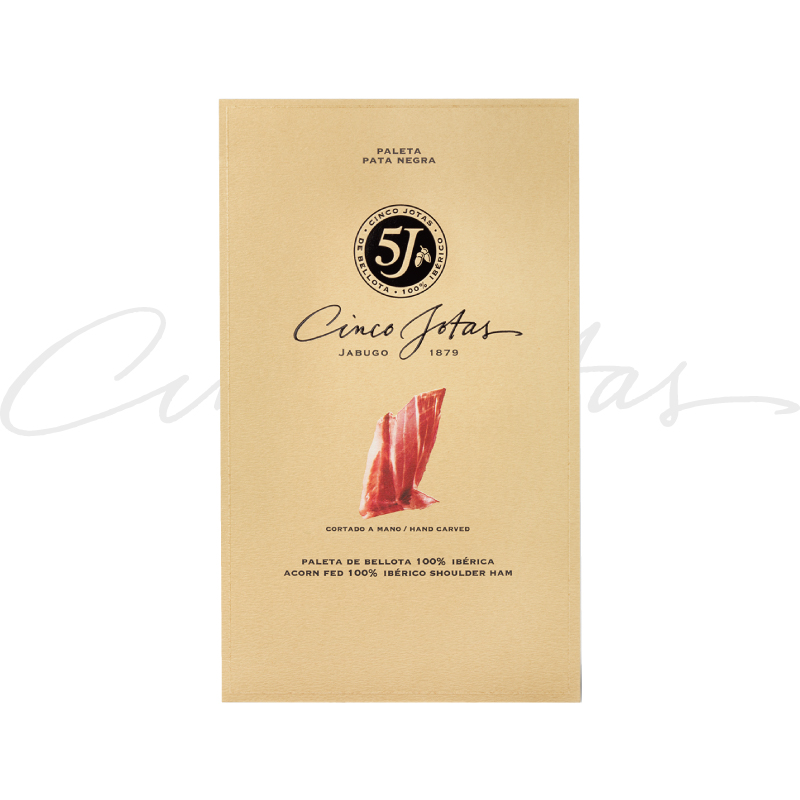 PALETA
PATA NEGRA
CINCO JOTAS
5J
DE BELLOTA · 100% IBÉRICO
Cinco Jotas
JABUGO 1879
CORTADO A MANO / HAND CARVED
PALETA DE BELLOTA 100% IBÉRICA
ACORN FED 100% IBÉRICO SHOULDER HAM